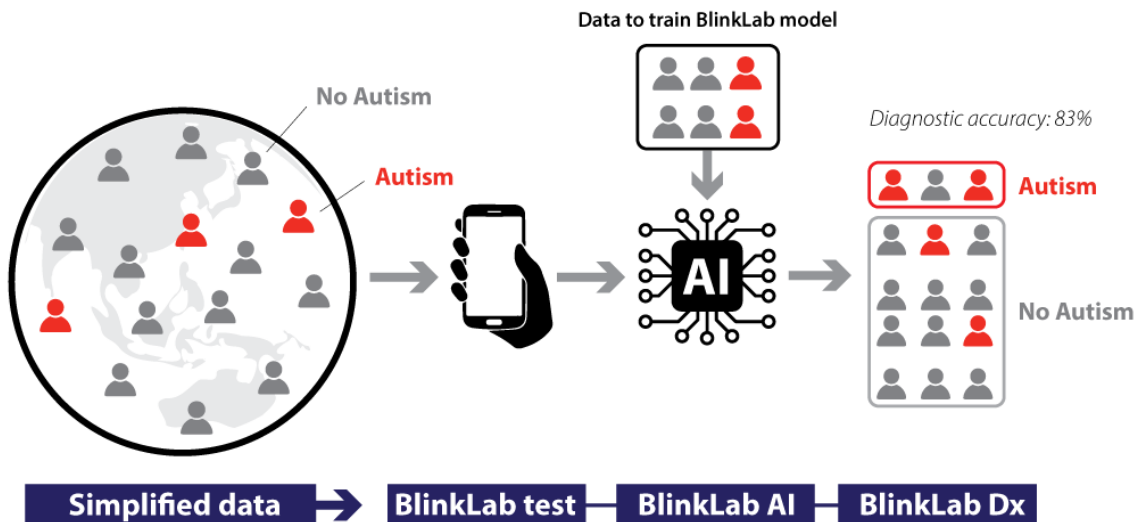 Data to train BlinkLab model
No Autism
Autism
Diagnostic accuracy: 83%
Autism
AI
No Autism
Simplified data
BlinkLab test
BlinkLab AI
BlinkLab Dx